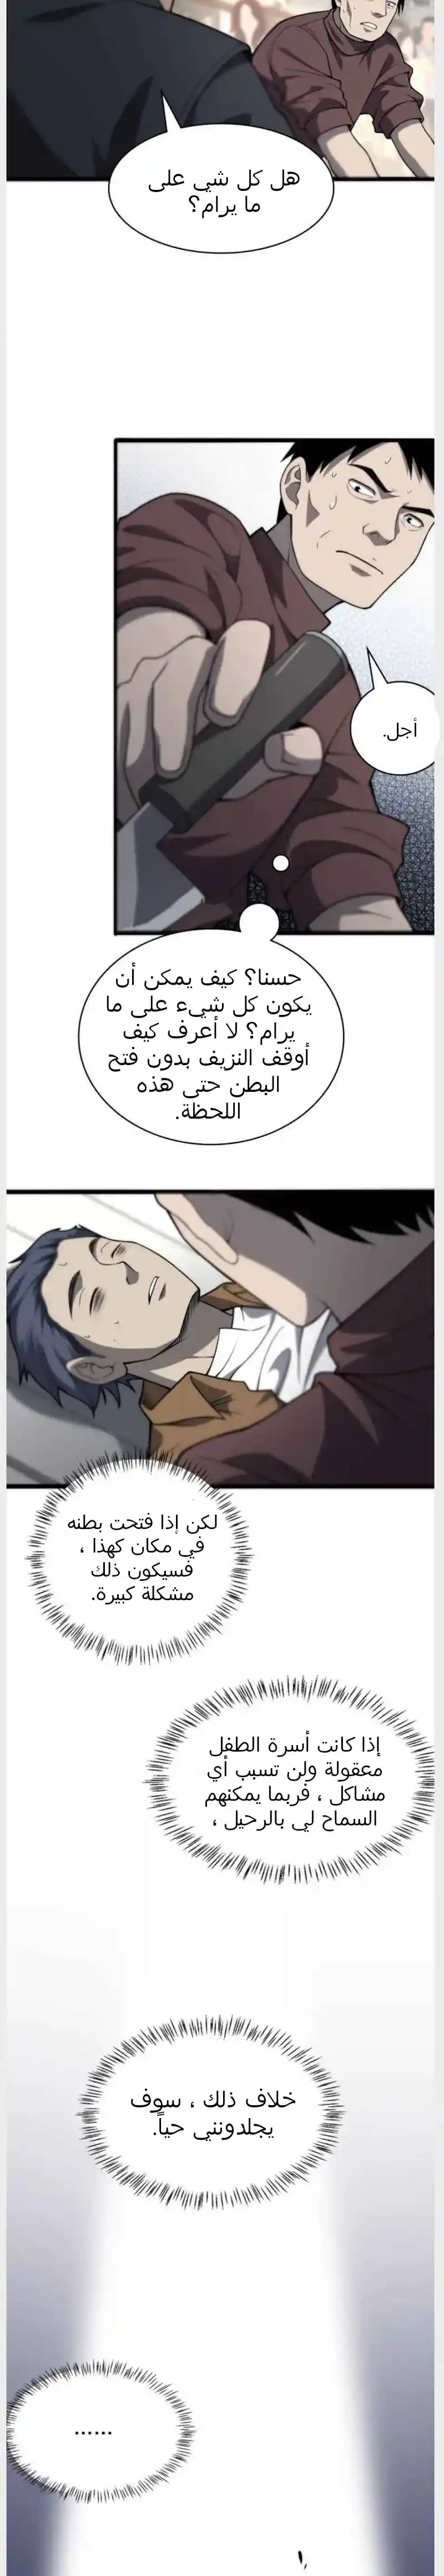 هل كل شي على
ما يرام؟
أجل.
حسنا؟ كيف يمكن أن
يكون كل شيء على ما
يرام؟ لا أعرف كيف
أوقف النزيف بدون فتح
البطن حتى هذه
اللحظة.
لكن إذا فتحت بطنه
في مكان كهذا ،
فسيكون ذلك
مشكلة كبيرة.
إذا كانت أسرة الطفل
معقولة ولن تسبب أي
مشاكل ، فربما يمكنهم
السماح لي بالرحيل ،
خلاف ذلك ، سوف
يجلدونني حياً.
......